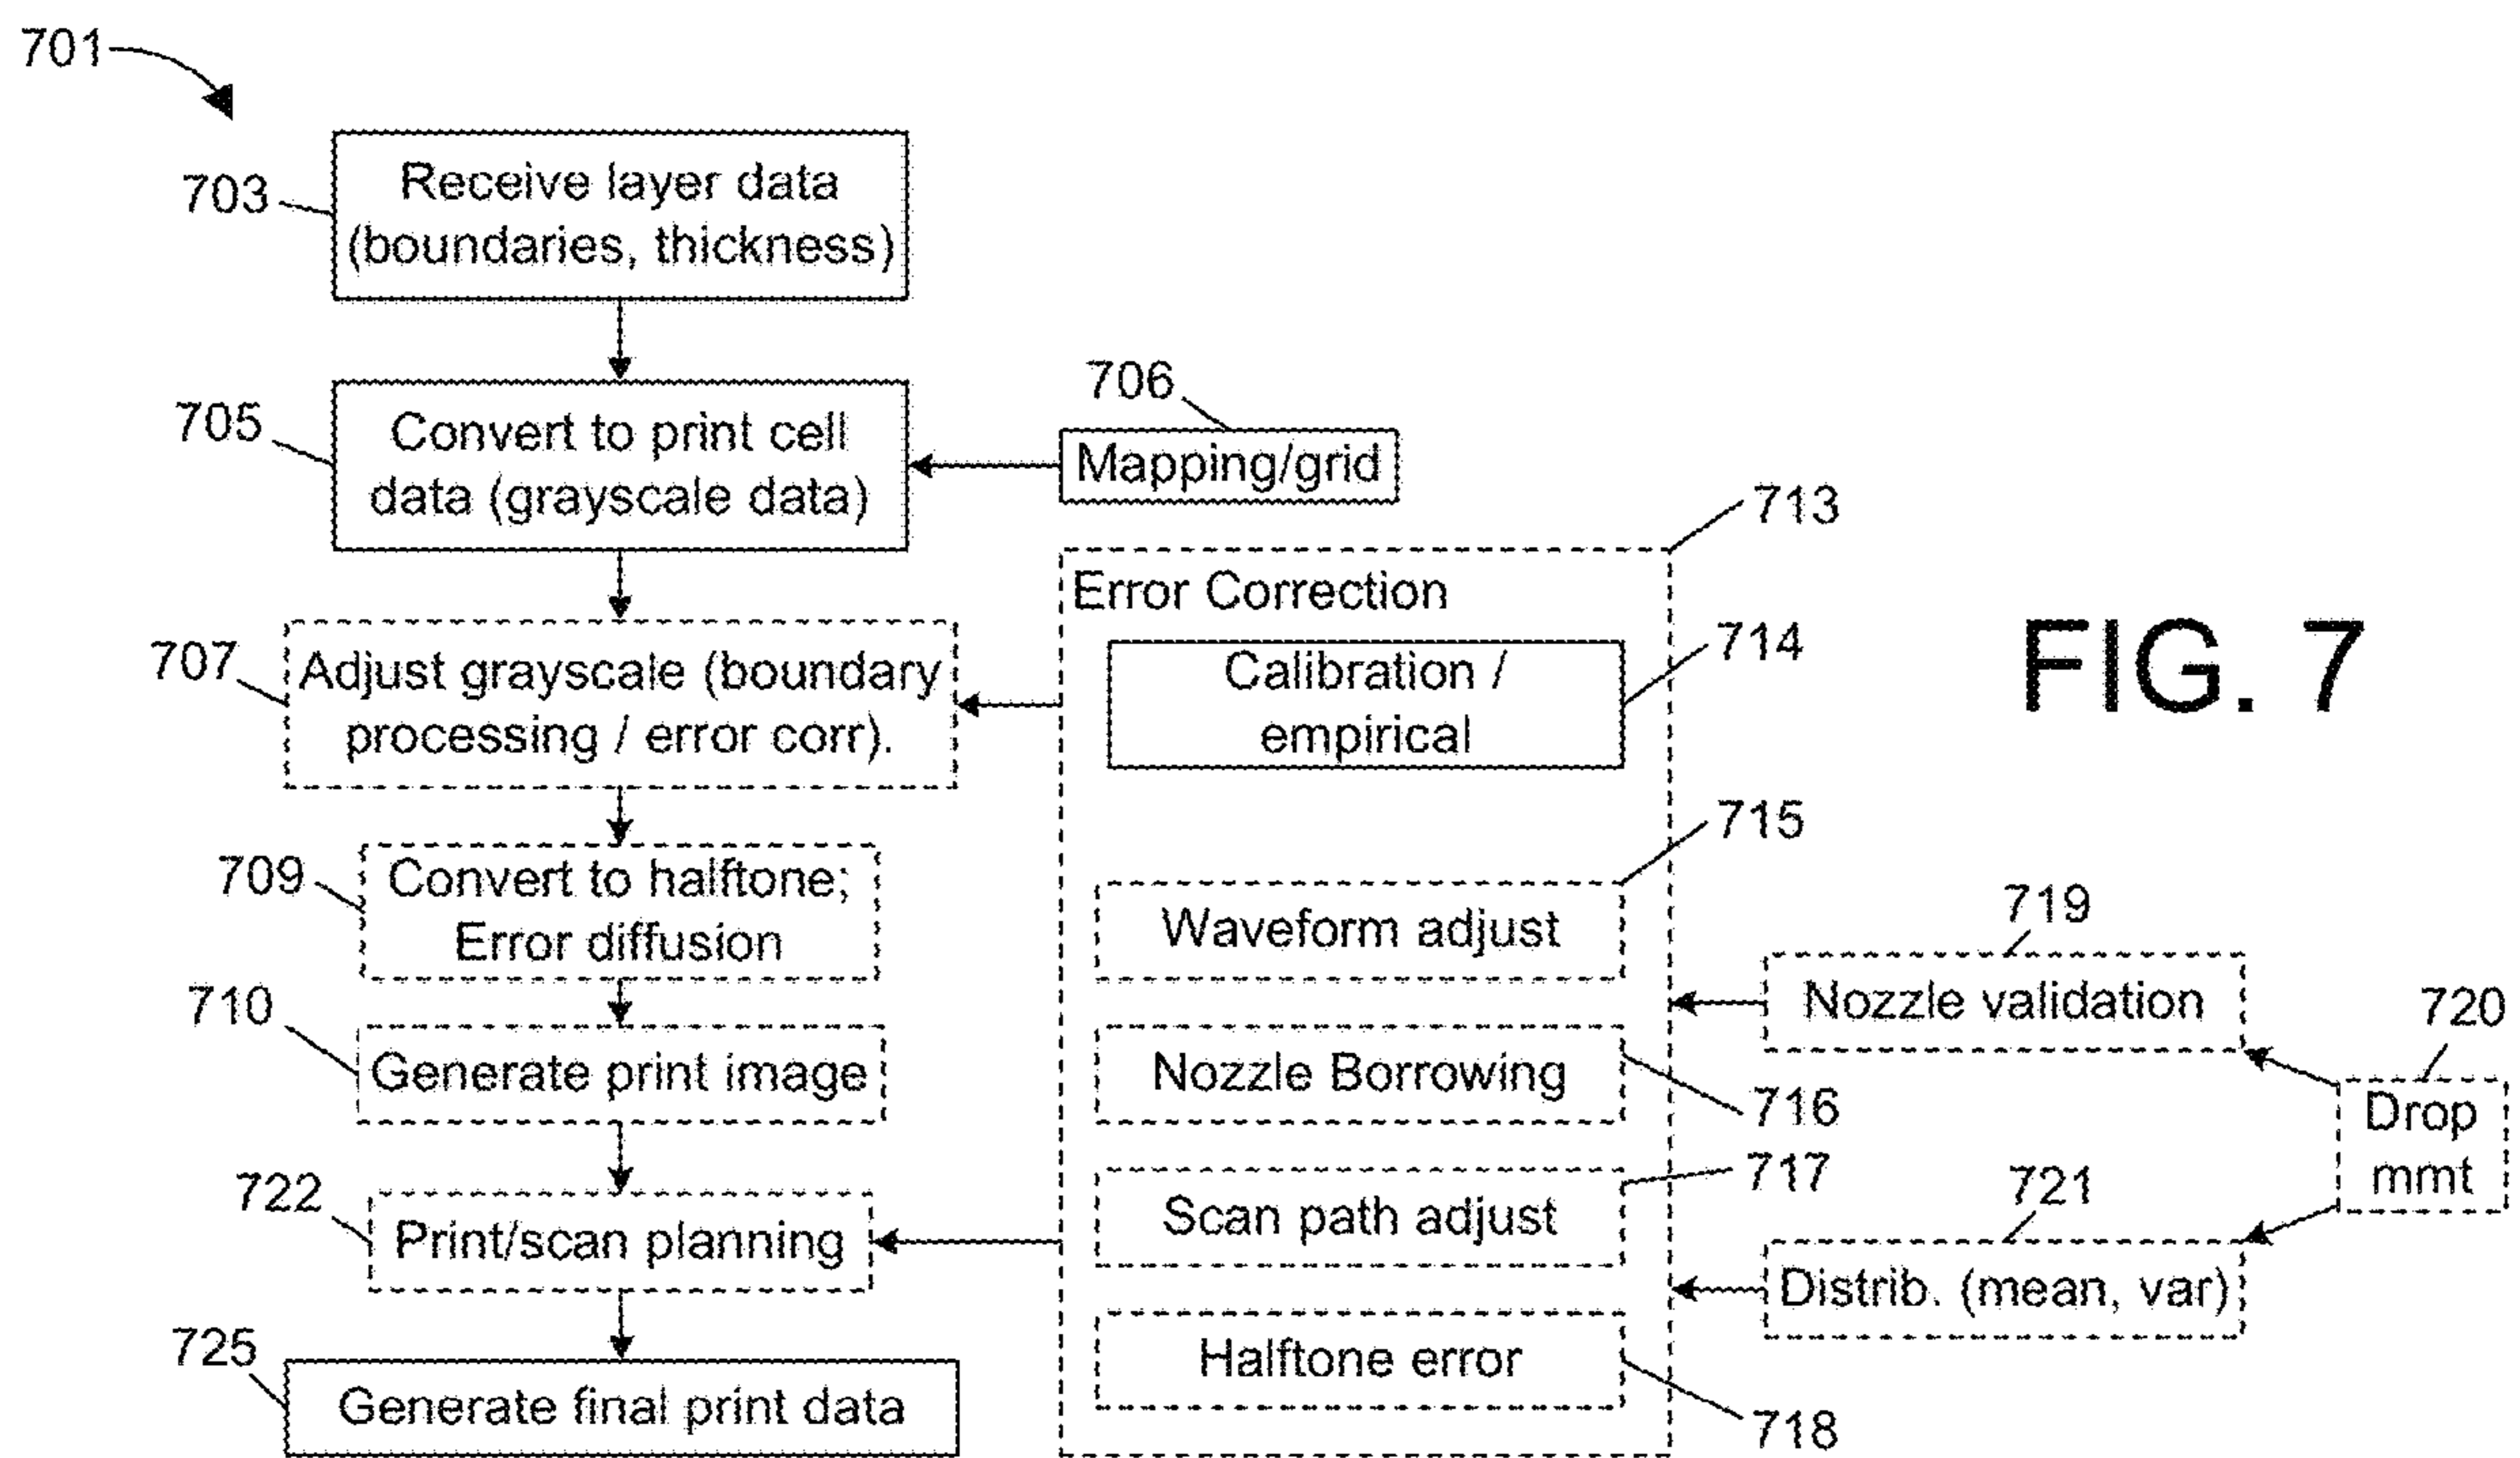 701
703
Receive layer data
(boundaries, thickness)
705
Convert to print cell
data (grayscale data)
706
Mapping/grid
707
Adjust grayscale (boundary
processing / error corr).
709
Convert to halftone;
Error diffusion
710
Generate print image
722
Print/scan planning
725
Generate final print data
713
Error Correction
714
Calibration /
empirical
715
Waveform adjust
716
Nozzle Borrowing
717
Scan path adjust
718
Halftone error
719
Nozzle validation
720
Drop
mmt
721
Distrib. (mean, var)
FIG. 7